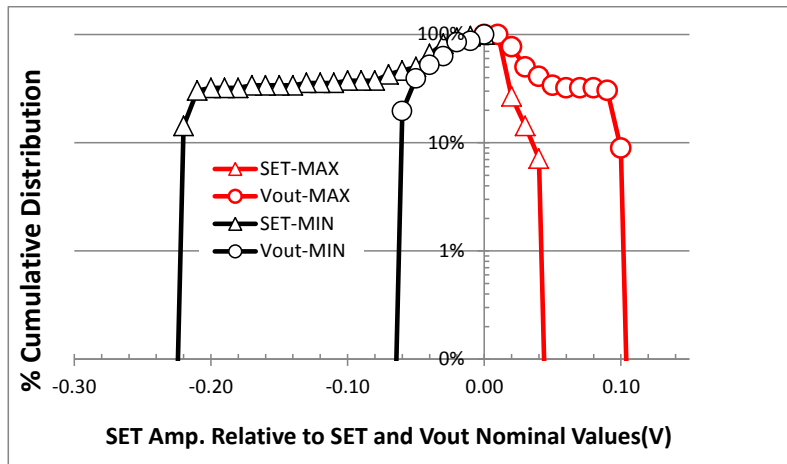 % Cumulative Distribution
100%
10%
1%
0%
SET-MAX
Vout-MAX
SET-MIN
Vout-MIN
-0.30
-0.20
-0.10
0.00
0.10
SET Amp. Relative to SET and Vout Nominal Values(V)